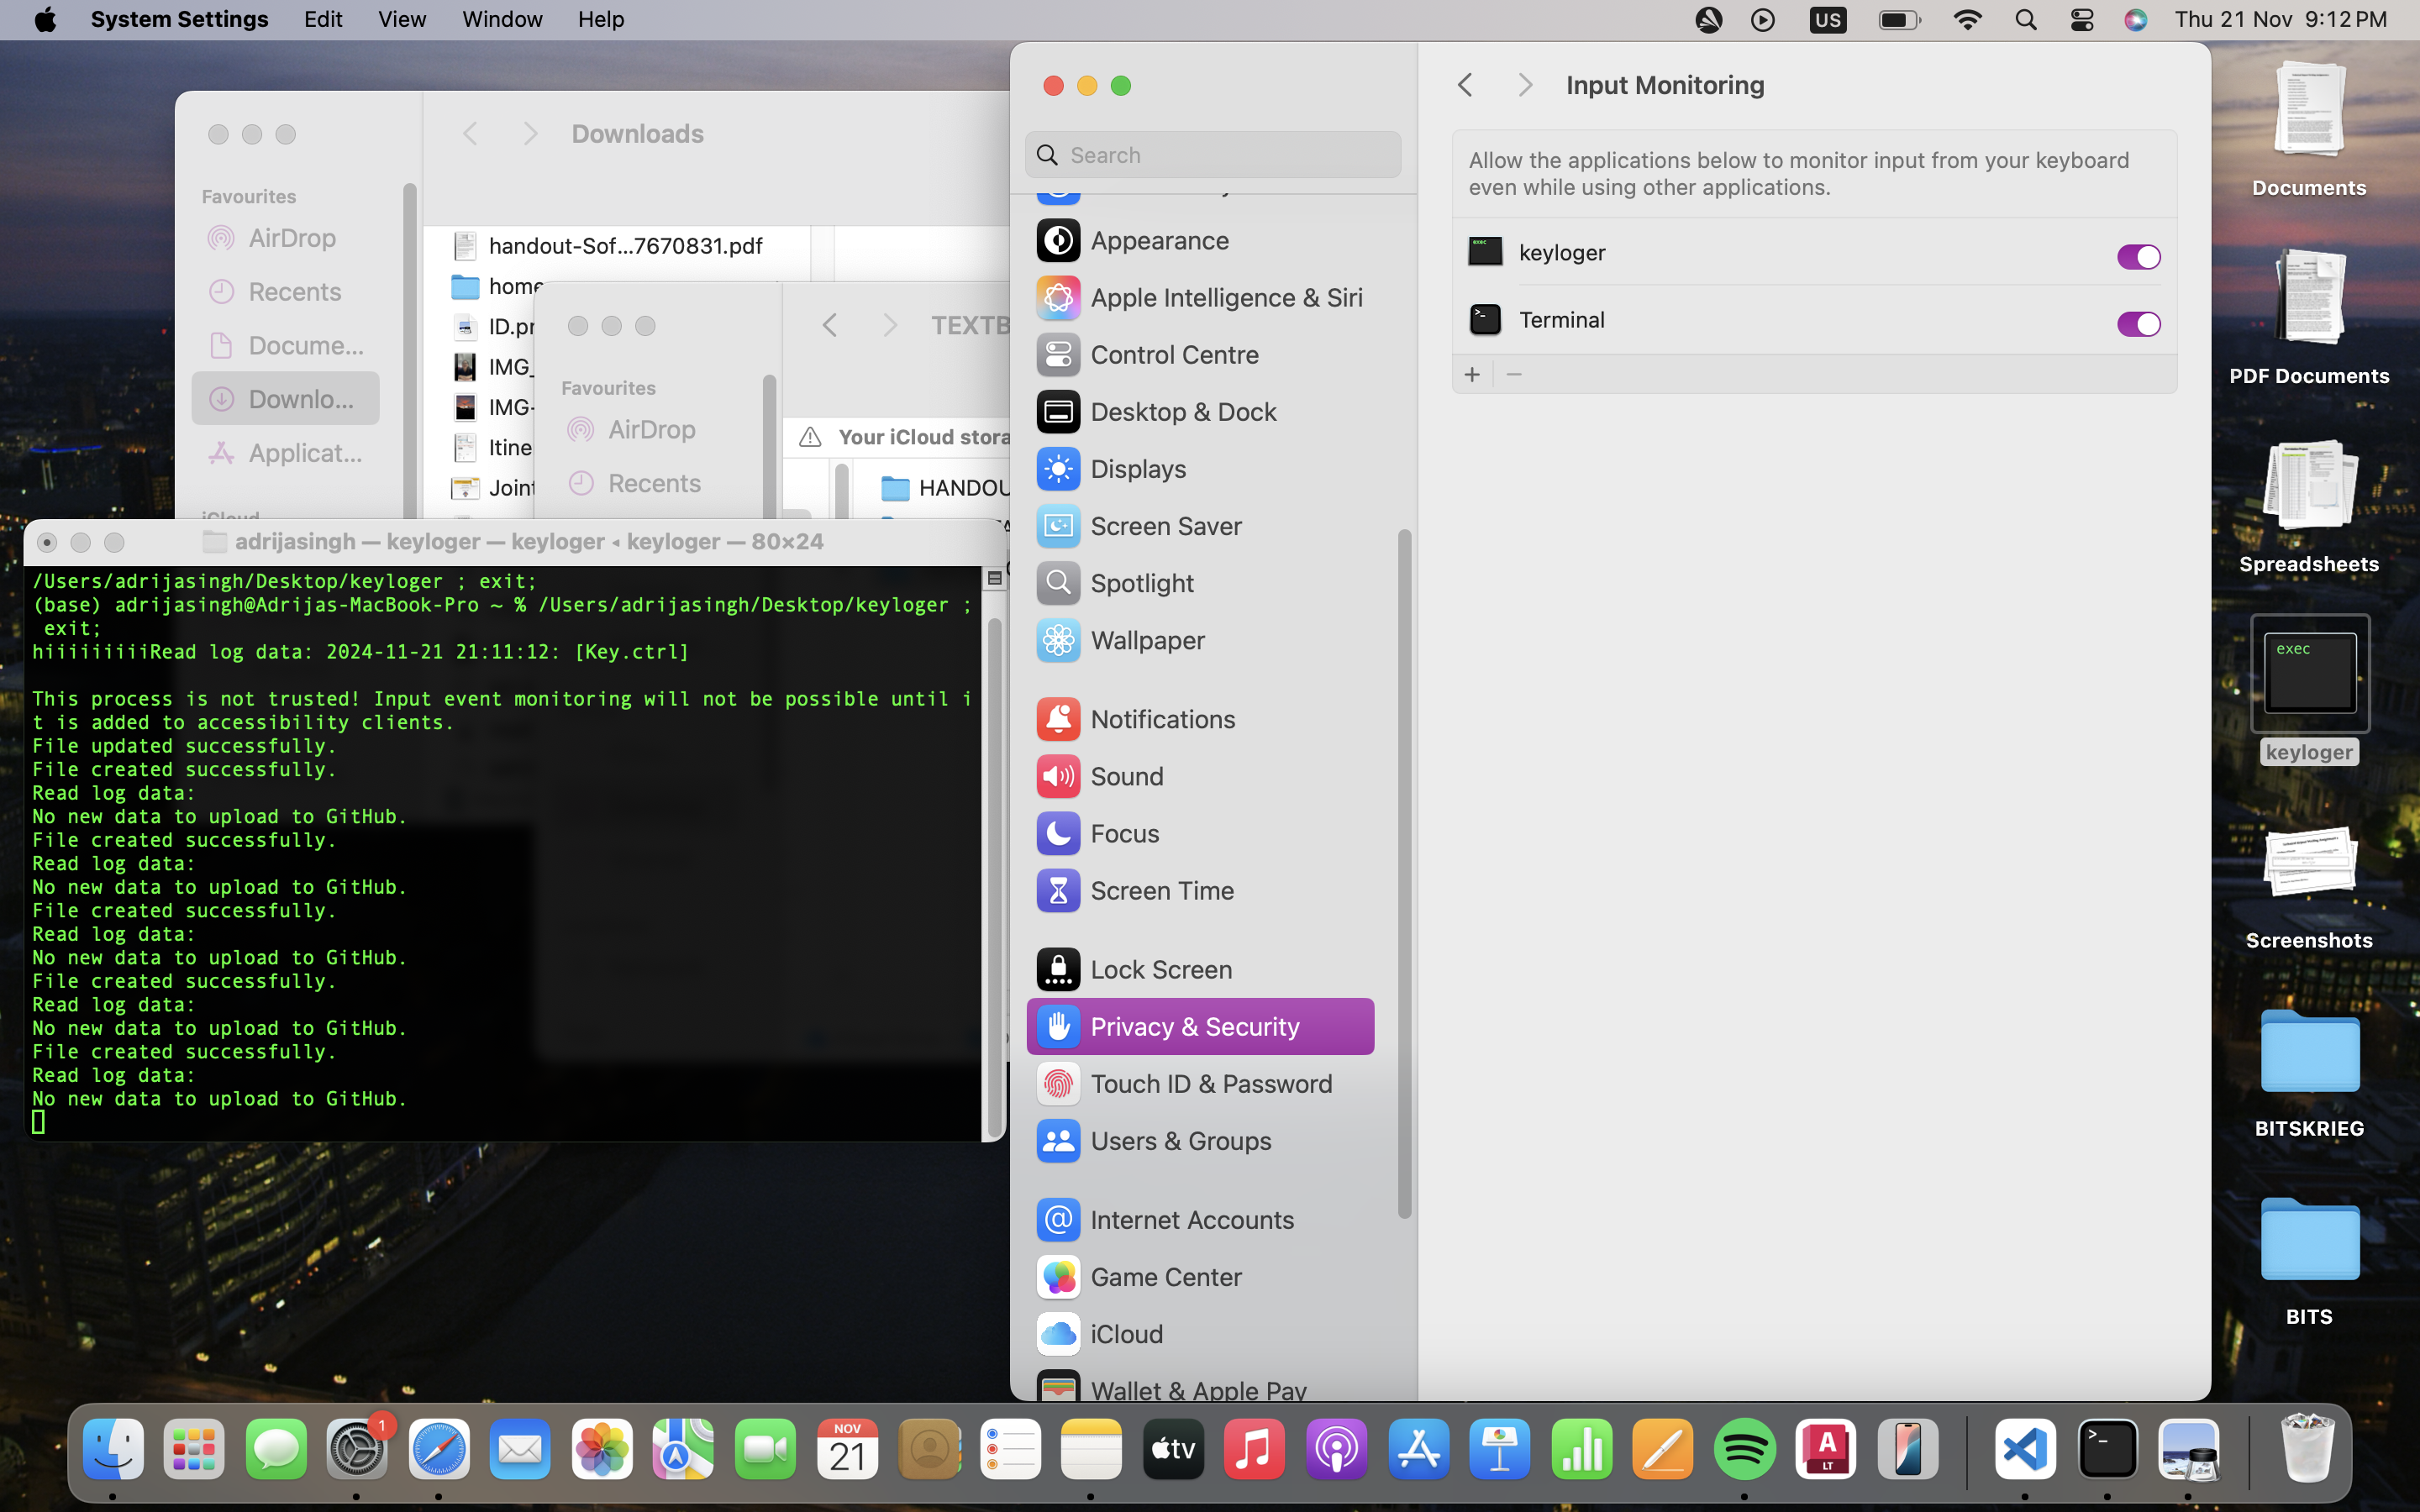 System Settings Edit View Window Help
US
Thu 21 Nov 9:12 PM
Downloads
Favourites
AirDrop
Recents
Docume...
Downlo...
Applicat...
iCloud
handout-Sof...7670831.pdf
home
ID.pr
IMG_
IMG-
Itine
Joint
TEXTB
Favourites
AirDrop
Recents
Your iCloud stora
HANDOU
adrijasingh — keyloger — keyloger ◂ keyloger — 80×24
/Users/adrijasingh/Desktop/keyloger ; exit;
(base) adrijasingh@Adrijas-MacBook-Pro ~ % /Users/adrijasingh/Desktop/keyloger ;
exit;
hiiiiiiiiiRead log data: 2024-11-21 21:11:12: [Key.ctrl]
This process is not trusted! Input event monitoring will not be possible until i
t is added to accessibility clients.
File updated successfully.
File created successfully.
Read log data:
No new data to upload to GitHub.
File created successfully.
Read log data:
No new data to upload to GitHub.
File created successfully.
Read log data:
No new data to upload to GitHub.
File created successfully.
Read log data:
No new data to upload to GitHub.
File created successfully.
Read log data:
No new data to upload to GitHub.
Search
Appearance
Apple Intelligence & Siri
Control Centre
Desktop & Dock
Displays
Screen Saver
Spotlight
Wallpaper
Notifications
Sound
Focus
Screen Time
Lock Screen
Privacy & Security
Touch ID & Password
Users & Groups
Internet Accounts
Game Center
iCloud
Wallet & Apple Pay
Input Monitoring
Allow the applications below to monitor input from your keyboard
even while using other applications.
exec
keyloger
Terminal
Documents
PDF Documents
Spreadsheets
exec
keyloger
Screenshots
BITSKRIEG
BITS
1
NOV
21
tv
A
LT